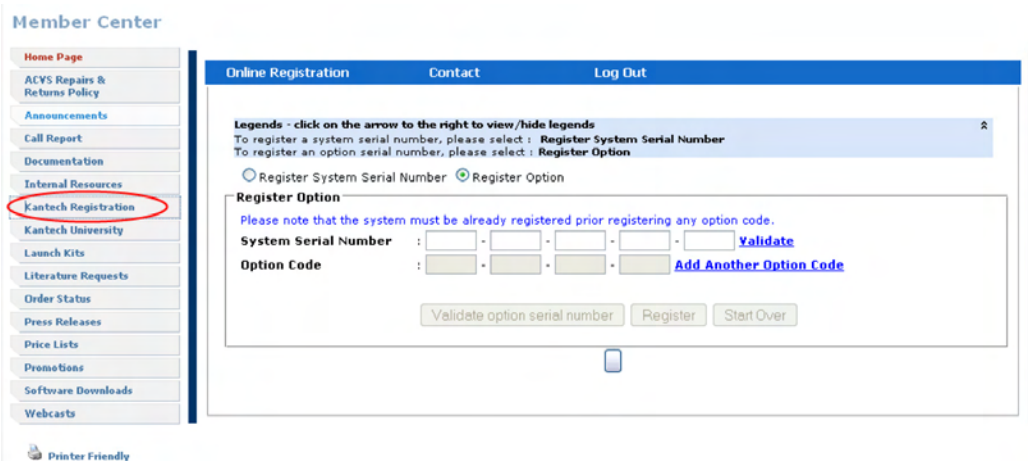 Member Center
Home Page
ACVS Repairs &
Returns Policy
Announcements
Call Report
Documentation
Internal Resources
Kantech Registration
Kantech University
Launch Kits
Literature Requests
Order Status
Press Releases
Price Lists
Promotions
Software Downloads
Webcasts
Printer Friendly
Online Registration Contact Log Out
Legends - click on the arrow to the right to view/hide legends
To register a system serial number, please select : Register System Serial Number
To register an option serial number, please select : Register Option
Register System Serial Number Register Option
Register Option
Please note that the system must be already registered prior registering any option code.
System Serial Number : - - - - Validate
Option Code : - - - Add Another Option Code
Validate option serial number Register Start Over